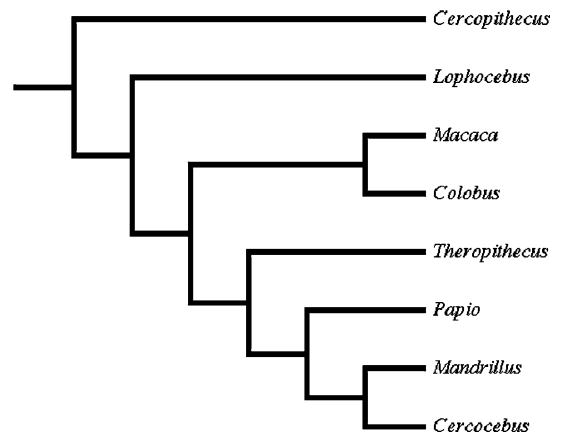 Cercopithecus
Lophocebus
Macaca
Colobus
Theropithecus
Papio
Mandrillus
Cercocebus